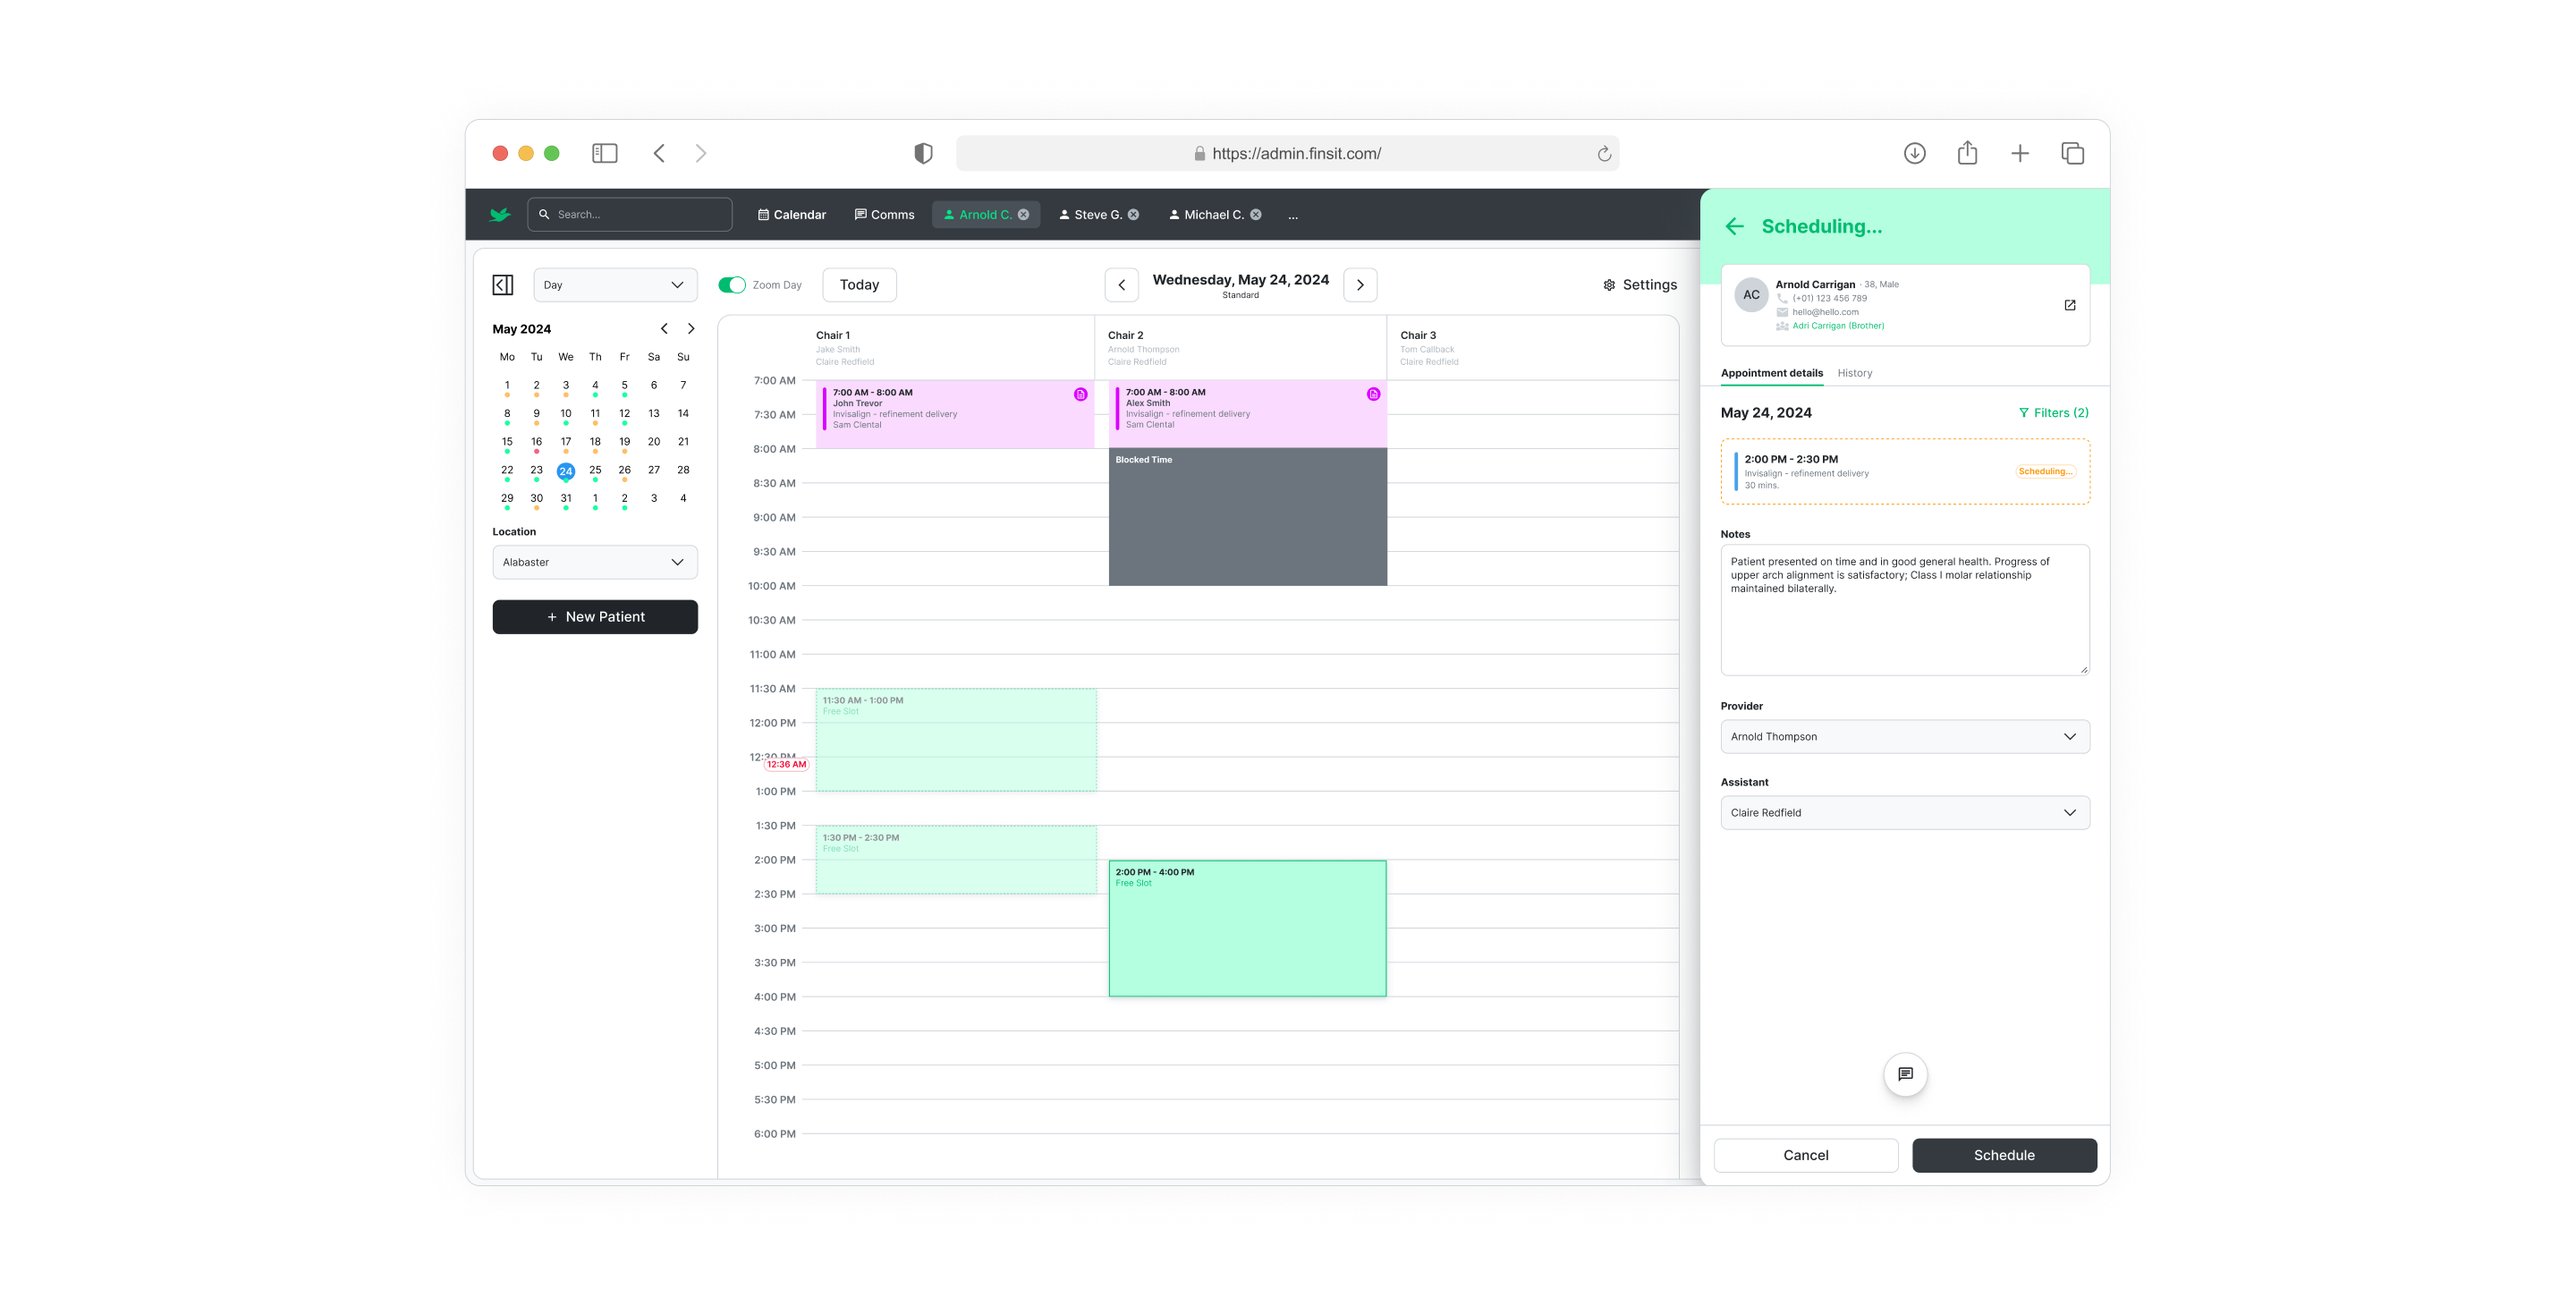 https://admin.finsit.com/
Search...
Calendar
Comms
Arnold C.
Steve G.
Michael C.
...
Day
Zoom Day
Today
Wednesday, May 24, 2024
Standard
Settings
May 2024
Mo Tu We Th Fr Sa Su
1 2 3 4 5 6 7
8 9 10 11 12 13 14
15 16 17 18 19 20 21
22 23 24 25 26 27 28
29 30 31 1 2 3 4
Location
Alabaster
+ New Patient
Chair 1
Jake Smith
Claire Redfield
Chair 2
Arnold Thompson
Claire Redfield
Chair 3
Tom Callback
Claire Redfield
7:00 AM
7:30 AM
8:00 AM
8:30 AM
9:00 AM
9:30 AM
10:00 AM
10:30 AM
11:00 AM
11:30 AM
12:00 PM
12:30 PM
12:36 AM
1:00 PM
1:30 PM
2:00 PM
2:30 PM
3:00 PM
3:30 PM
4:00 PM
4:30 PM
5:00 PM
5:30 PM
6:00 PM
7:00 AM - 8:00 AM
John Trevor
Invisalign - refinement delivery
Sam Clental
11:30 AM - 1:00 PM
Free Slot
1:30 PM - 2:30 PM
Free Slot
7:00 AM - 8:00 AM
Alex Smith
Invisalign - refinement delivery
Sam Clental
Blocked Time
2:00 PM - 4:00 PM
Free Slot
Scheduling...
AC
Arnold Carrigan · 38, Male
(+01) 123 456 789
hello@hello.com
Adri Carrigan (Brother)
Appointment details
History
May 24, 2024
Filters (2)
2:00 PM - 2:30 PM
Invisalign - refinement delivery
30 mins.
Scheduling...
Notes
Patient presented on time and in good general health. Progress of
upper arch alignment is satisfactory; Class I molar relationship
maintained bilaterally.
Provider
Arnold Thompson
Assistant
Claire Redfield
Cancel
Schedule